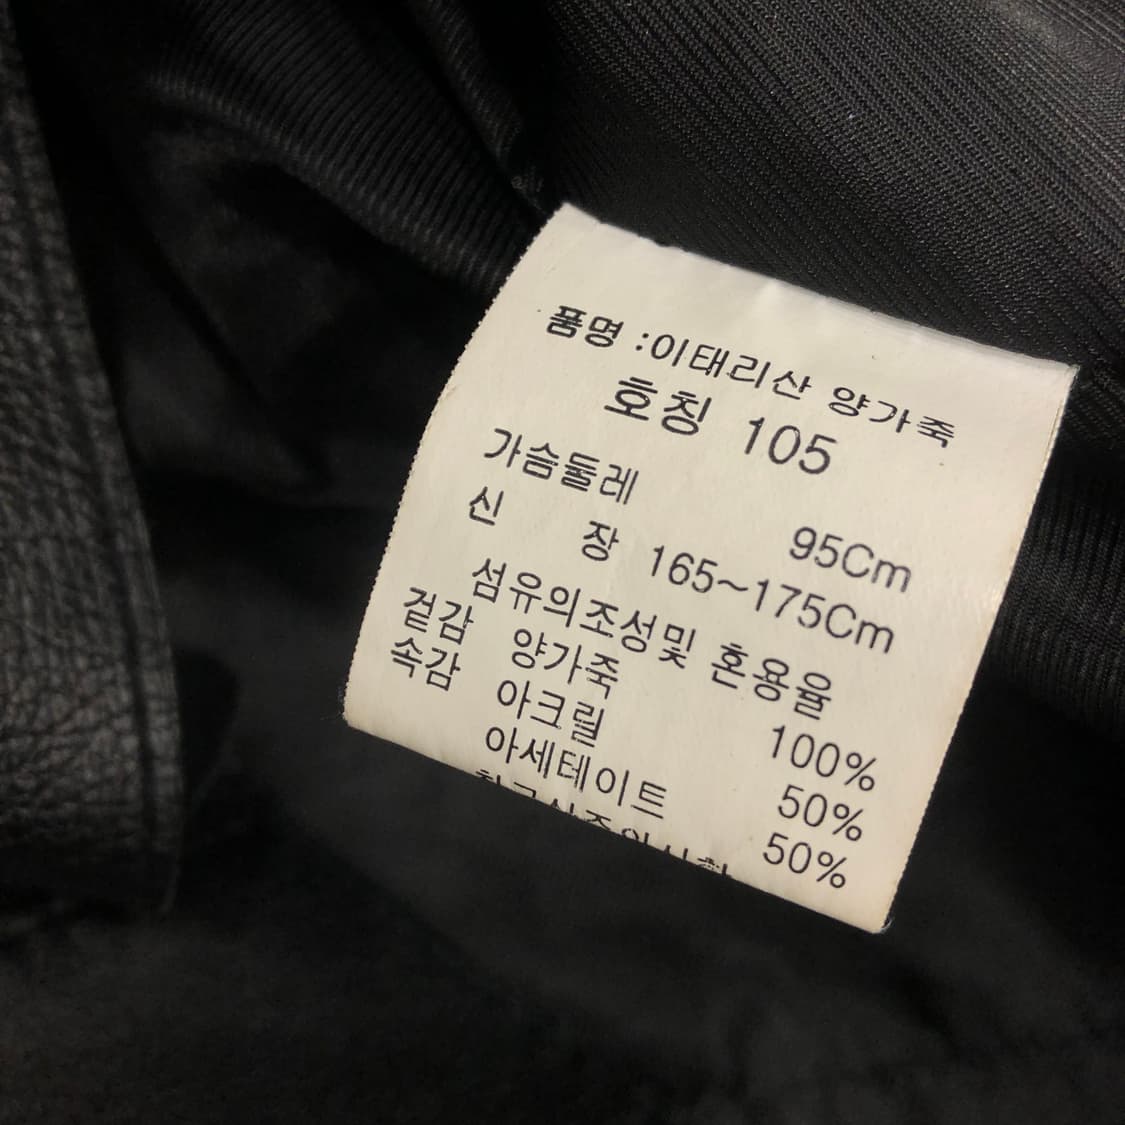 품명 :이태리산 양가죽
호칭 105
가슴둘레 95Cm
신 장 165~175Cm
섬유의조성및 혼용율
겉감 양가죽 100%
속감 아크릴 50%
아세테이트 50%